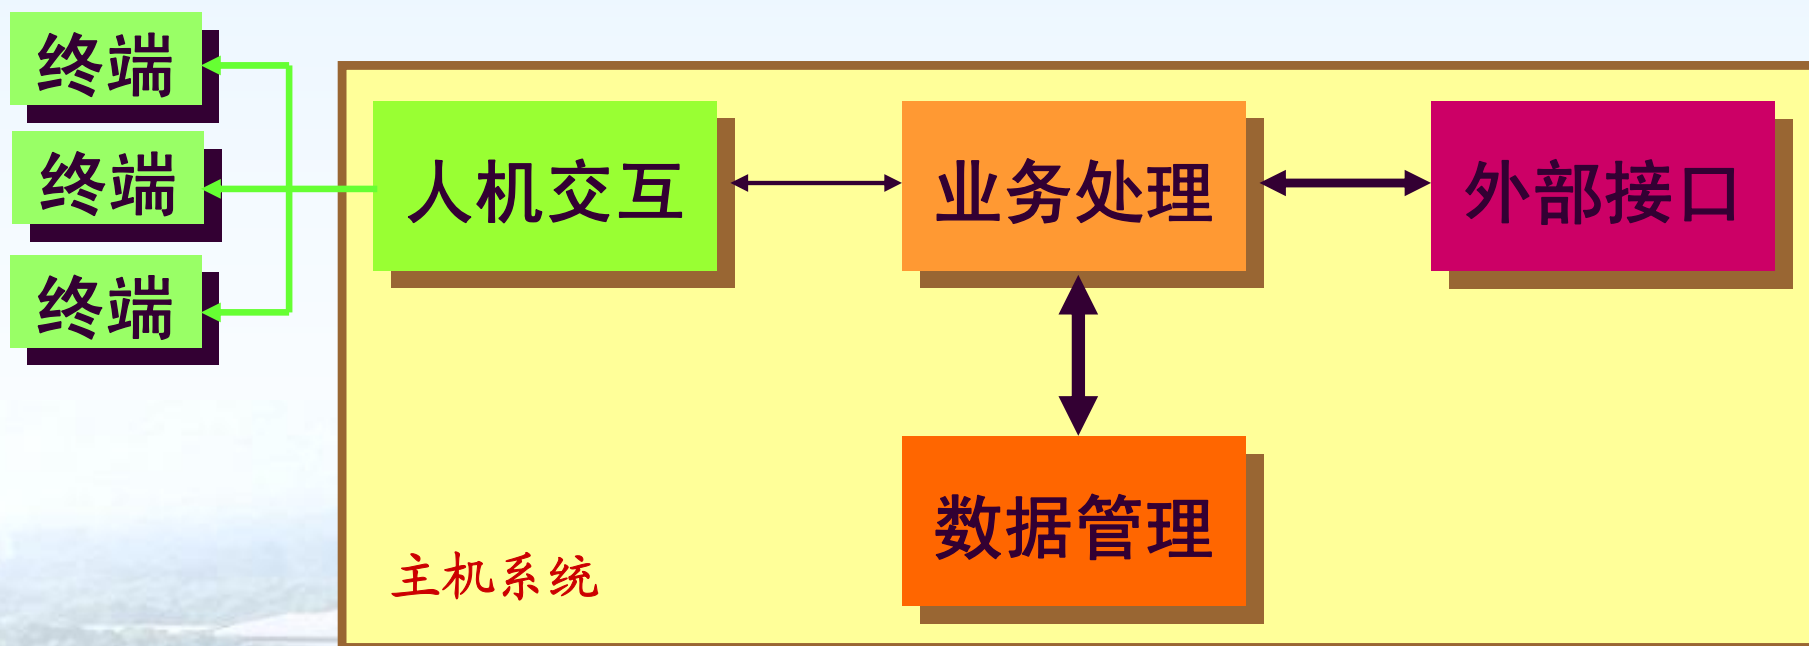 终端
终端
终端
人机交互
业务处理
外部接口
数据管理
主机系统